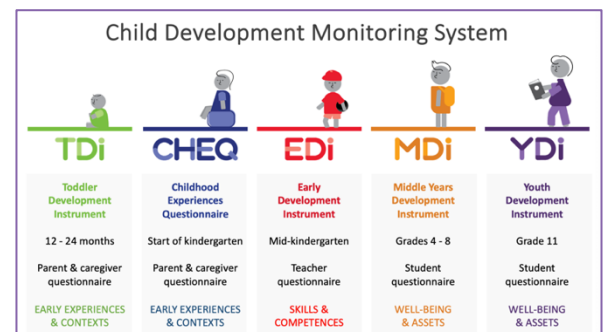 Child Development Monitoring System
TDi
CHEQ
EDi
MDi
YDi
Toddler
Development
Instrument
12 - 24 months
Parent & caregiver
questionnaire
EARLY EXPERIENCES
& CONTEXTS
Childhood
Experiences
Questionnaire
Start of kindergarten
Parent & caregiver
questionnaire
EARLY EXPERIENCES
& CONTEXTS
Early
Development
Instrument
Mid-kindergarten
Teacher
questionnaire
SKILLS &
COMPETENCES
Middle Years
Development
Instrument
Grades 4 - 8
Student
questionnaire
WELL-BEING
& ASSETS
Youth
Development
Instrument
Grade 11
Student
questionnaire
WELL-BEING
& ASSETS